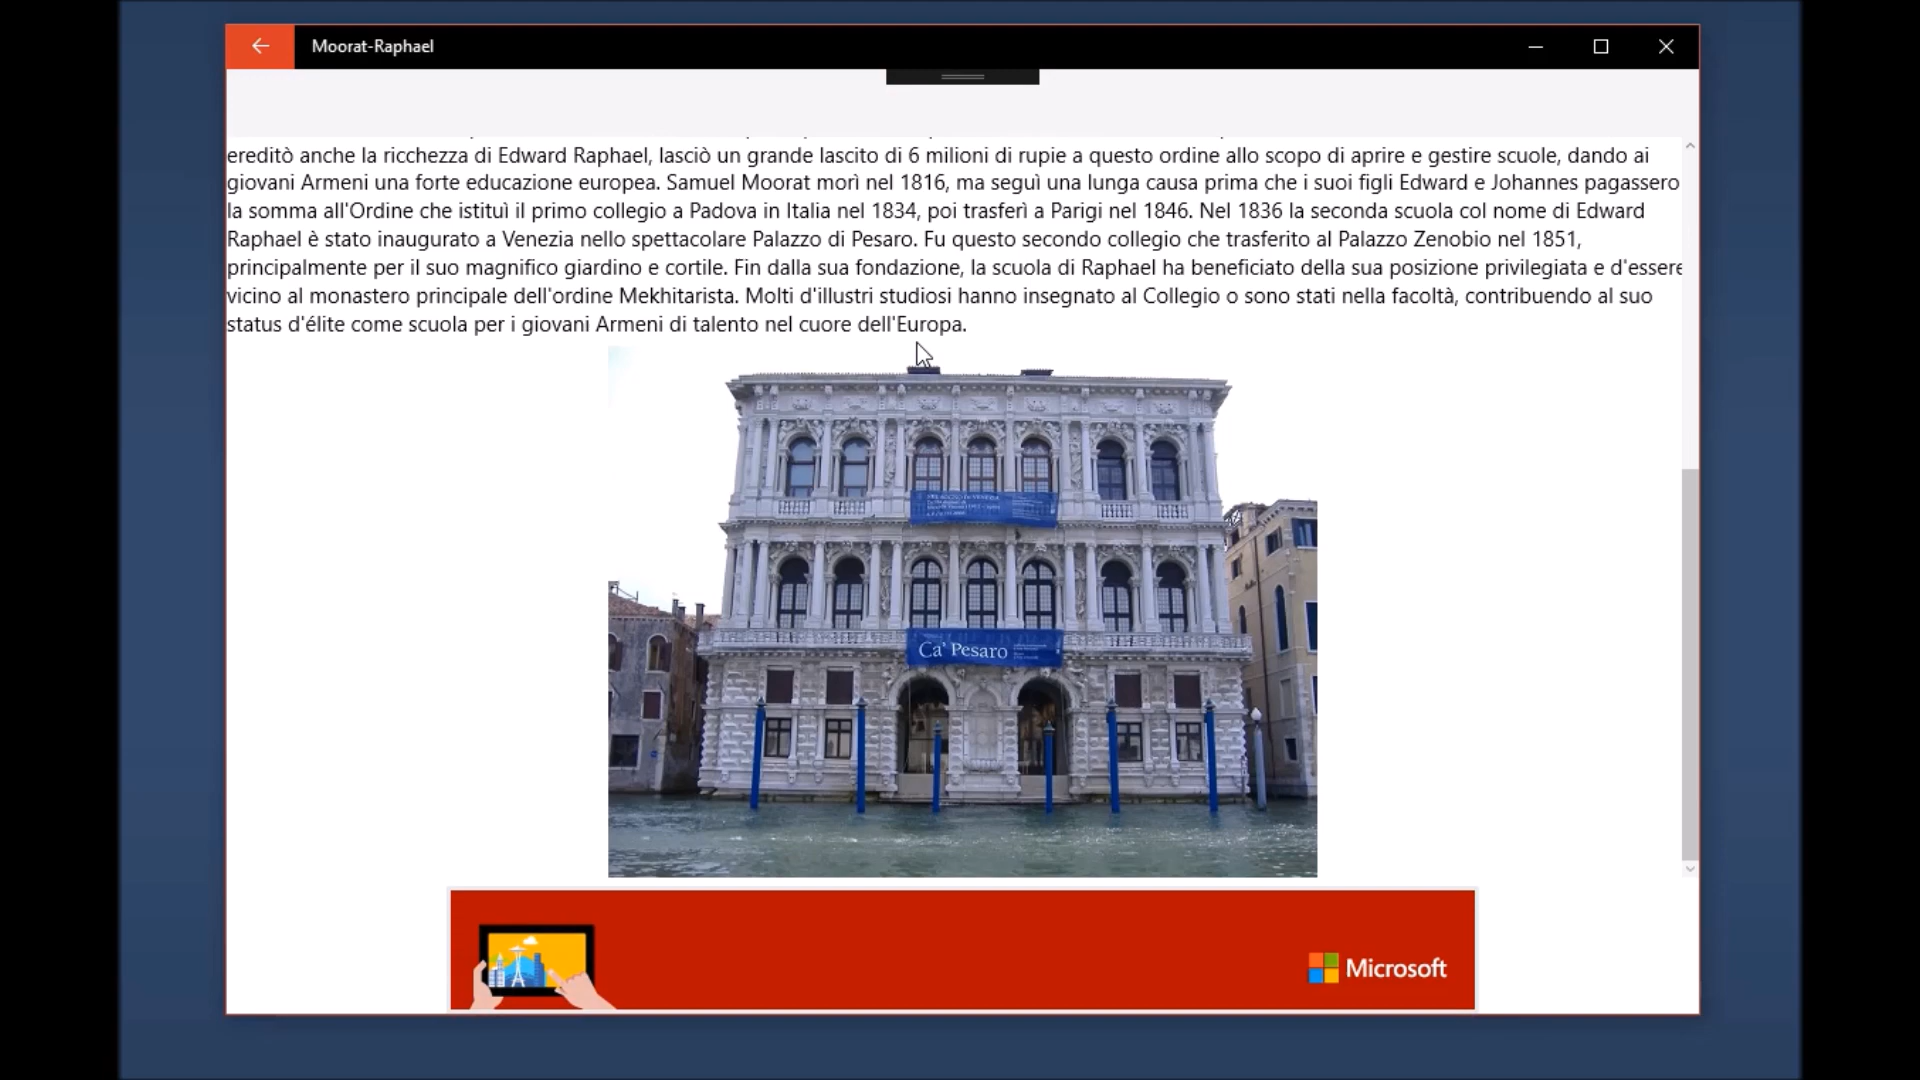 Moorat-Raphael
ereditò anche la ricchezza di Edward Raphael, lasciò un grande lascito di 6 milioni di rupie a questo ordine allo scopo di aprire e gestire scuole, dando ai
giovani Armeni una forte educazione europea. Samuel Moorat morì nel 1816, ma seguì una lunga causa prima che i suoi figli Edward e Johannes pagassero
la somma all'Ordine che istituì il primo collegio a Padova in Italia nel 1834, poi trasferì a Parigi nel 1846. Nel 1836 la seconda scuola col nome di Edward
Raphael è stato inaugurato a Venezia nello spettacolare Palazzo di Pesaro. Fu questo secondo collegio che trasferito al Palazzo Zenobio nel 1851,
principalmente per il suo magnifico giardino e cortile. Fin dalla sua fondazione, la scuola di Raphael ha beneficiato della sua posizione privilegiata e d'essere
vicino al monastero principale dell'ordine Mekhitarista. Molti d'illustri studiosi hanno insegnato al Collegio o sono stati nella facoltà, contribuendo al suo
status d'élite come scuola per i giovani Armeni di talento nel cuore dell'Europa.
Ca' Pesaro
Microsoft